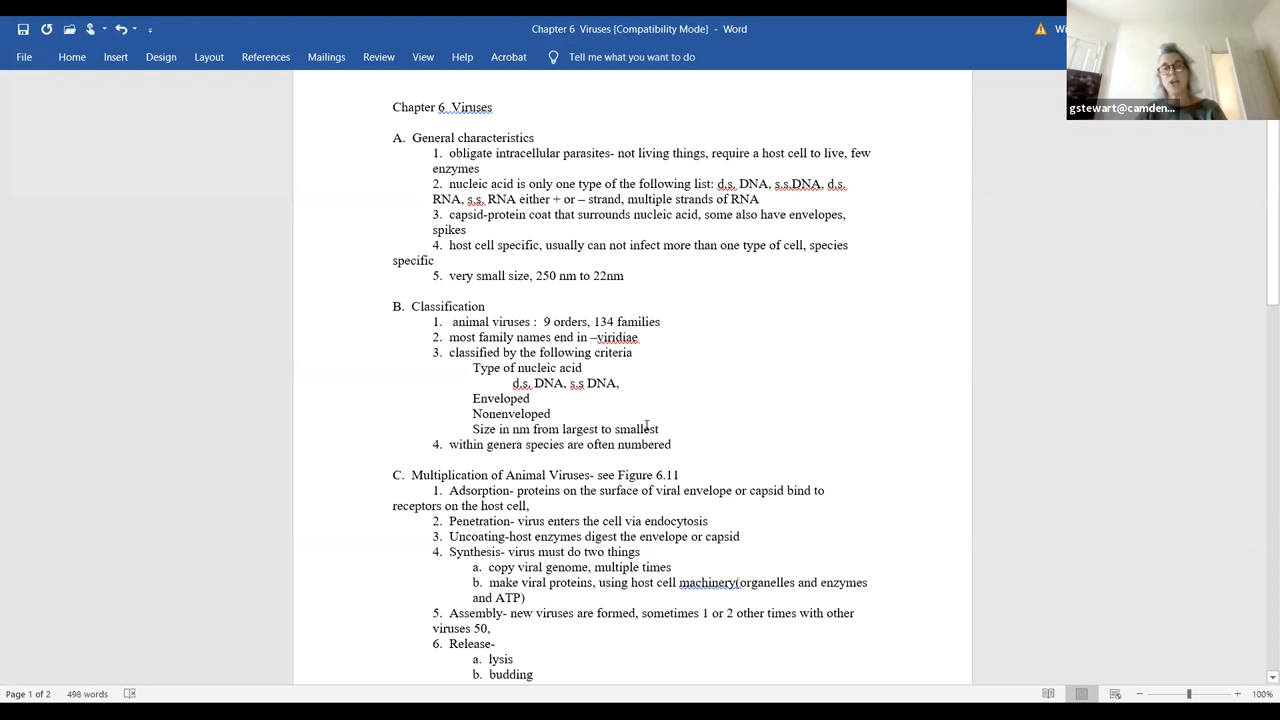 Chapter 6  Viruses [Compatibility Mode]  -  Word
File Home Insert Draw Design Layout References Mailings Review View Help Acrobat Tell me what you want to do
gstewart@camden...
Chapter 6  Viruses
A.  General characteristics
1.  obligate intracellular parasites- not living things, require a host cell to live, few
enzymes
2.  nucleic acid is only one type of the following list: d.s. DNA, s.s.DNA, d.s.
RNA, s.s. RNA either + or – strand, multiple strands of RNA
3.  capsid-protein coat that surrounds nucleic acid, some also have envelopes,
spikes
4.  host cell specific, usually can not infect more than one type of cell, species
specific
5.  very small size, 250 nm to 22nm
B.  Classification
1.   animal viruses :  9 orders, 134 families
2.  most family names end in –viridiae
3.  classified by the following criteria
Type of nucleic acid
d.s. DNA, s.s DNA,
Enveloped
Nonenveloped
Size in nm from largest to smallest
4.  within genera species are often numbered
C.  Multiplication of Animal Viruses- see Figure 6.11
1.  Adsorption- proteins on the surface of viral envelope or capsid bind to
receptors on the host cell,
2.  Penetration- virus enters the cell via endocytosis
3.  Uncoating-host enzymes digest the envelope or capsid
4.  Synthesis- virus must do two things
a.  copy viral genome, multiple times
b.  make viral proteins, using host cell machinery(organelles and enzymes
and ATP)
5.  Assembly- new viruses are formed, sometimes 1 or 2 other times with other
viruses 50,
6.  Release-
a.  lysis
b.  budding
Page 1 of 2 498 words 100%